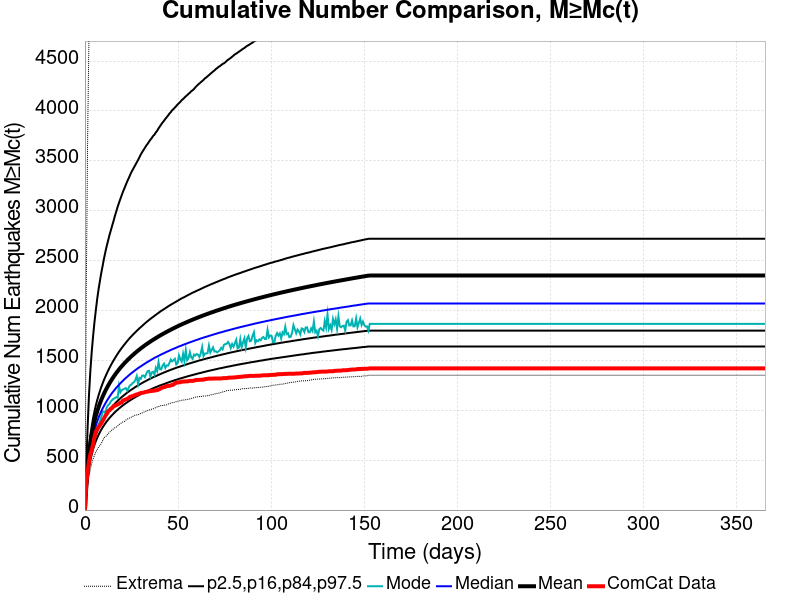 Cumulative Number Comparison, M≥Mc(t)
Cumulative Num Earthquakes M≥Mc(t)
4500
4000
3500
3000
2500
2000
1500
1000
500
0
0 50 100 150 200 250 300 350
Time (days)
Extrema p2.5,p16,p84,p97.5 Mode Median Mean ComCat Data